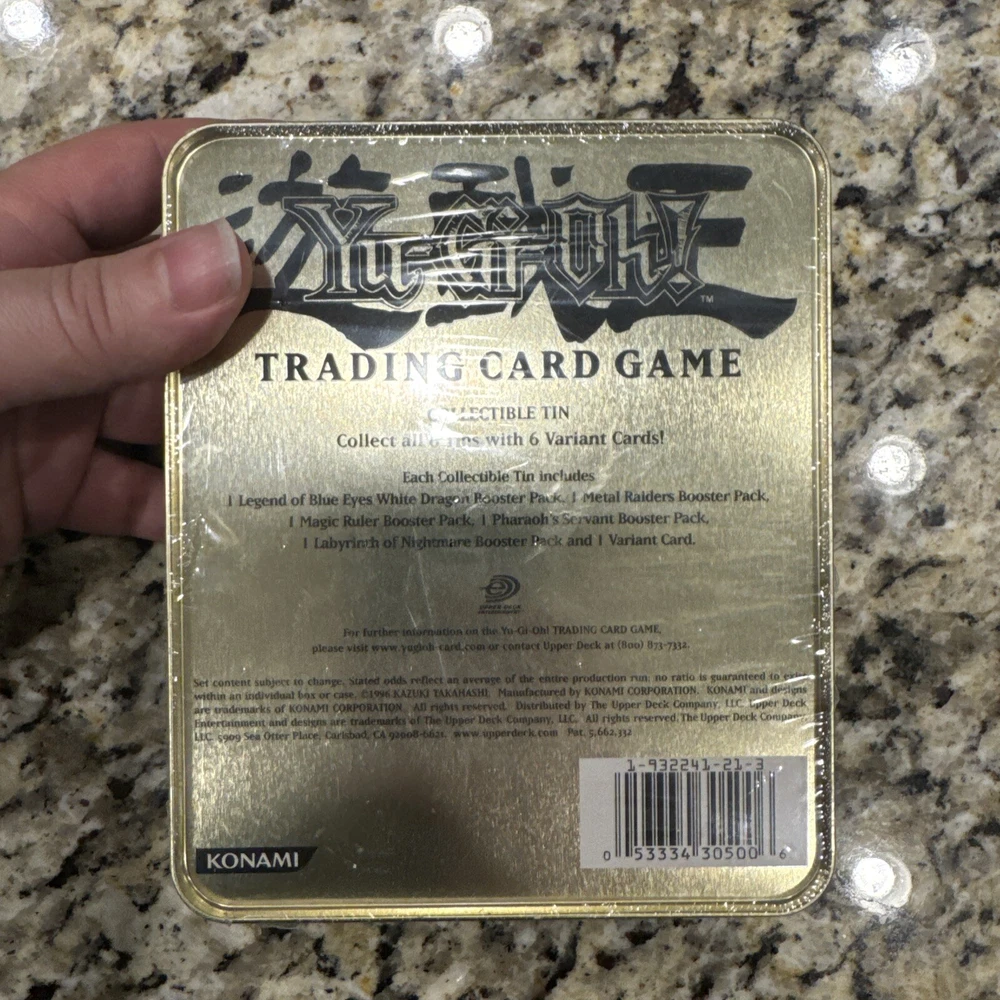 遊戯王
Yu-Gi-Oh!
TM
TRADING CARD GAME
COLLECTIBLE TIN
Collect all 6 Tins with 6 Variant Cards!
Each Collectible Tin includes
1 Legend of Blue Eyes White Dragon Booster Pack, 1 Metal Raiders Booster Pack,
1 Magic Ruler Booster Pack, 1 Pharaoh's Servant Booster Pack,
1 Labyrinth of Nightmare Booster Pack and 1 Variant Card.
UPPER DECK
ENTERTAINMENT
For further information on the Yu-Gi-Oh! TRADING CARD GAME,
please visit www.yugioh-card.com or contact Upper Deck at (800) 873-7332.
Set content subject to change. Stated odds reflect an average of the entire production run; no ratio is guaranteed to
within an individual box or case. ©1996 KAZUKI TAKAHASHI. Manufactured by KONAMI CORPORATION. KONAMI and designs
are trademarks of KONAMI CORPORATION. All rights reserved. Distributed by The Upper Deck Company, LLC. Upper Deck
Entertainment and designs are trademarks of The Upper Deck Company, LLC. All rights reserved. The Upper Deck Company,
LLC, 5909 Sea Otter Place, Carlsbad, CA 92008-6621. www.upperdeck.com Pat. 5,662,332
1-932241-21-3
0 53334 30500 6
KONAMI